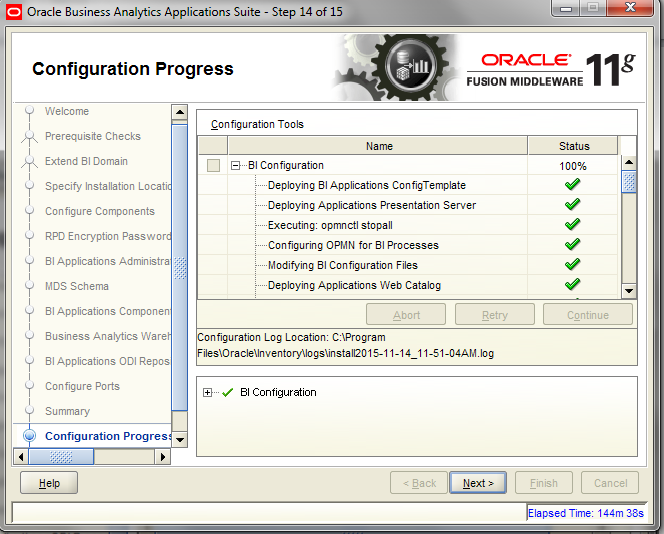 Oracle Business Analytics Applications Suite - Step 14 of 15
Configuration Progress
ORACLE
FUSION MIDDLEWARE 11g
Welcome
Prerequisite Checks
Extend BI Domain
Specify Installation Locatic
Configure Components
RPD Encryption Password
BI Applications Administra
MDS Schema
BI Applications Component
Business Analytics Wareh
BI Applications ODI Repos
Configure Ports
Summary
Configuration Progress
Configuration Tools
Name Status
BI Configuration 100%
Deploying BI Applications ConfigTemplate
Deploying Applications Presentation Server
Executing: opmnctl stopall
Configuring OPMN for BI Processes
Modifying BI Configuration Files
Deploying Applications Web Catalog
Abort Retry Continue
Configuration Log Location: C:\Program
Files\Oracle\Inventory\logs\install2015-11-14_11-51-04AM.log
BI Configuration
Help < Back Next > Finish Cancel
Elapsed Time: 144m 38s